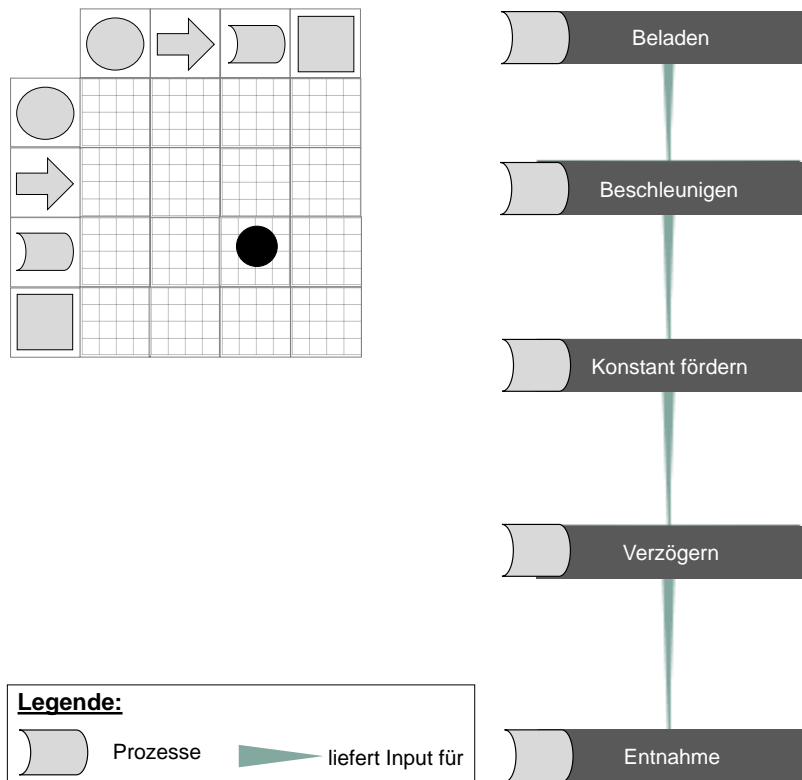 Beladen
Beschleunigen
Konstant fördern
Verzögern
Entnahme
Legende:
Prozesse
liefert Input für